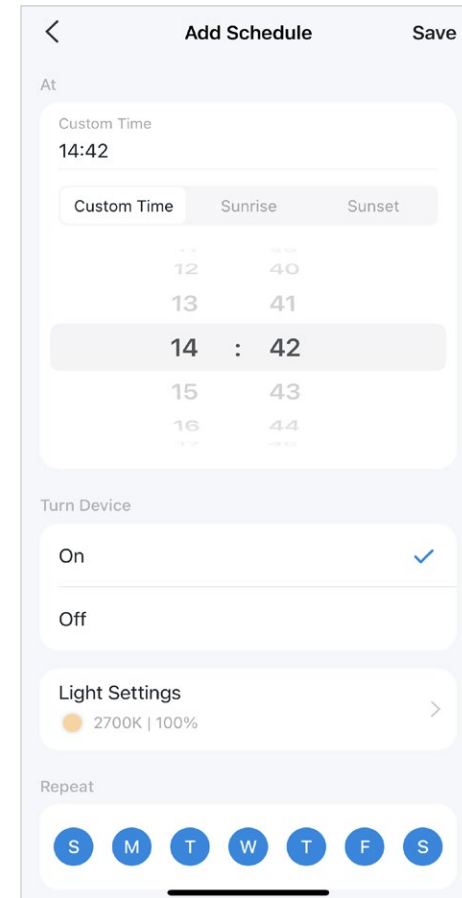 Add Schedule Save
At
Custom Time
14:42
Custom Time Sunrise Sunset
12 40
13 41
14 : 42
15 43
16 44
Turn Device
On
Off
Light Settings
2700K | 100%
Repeat
S M T W T F S